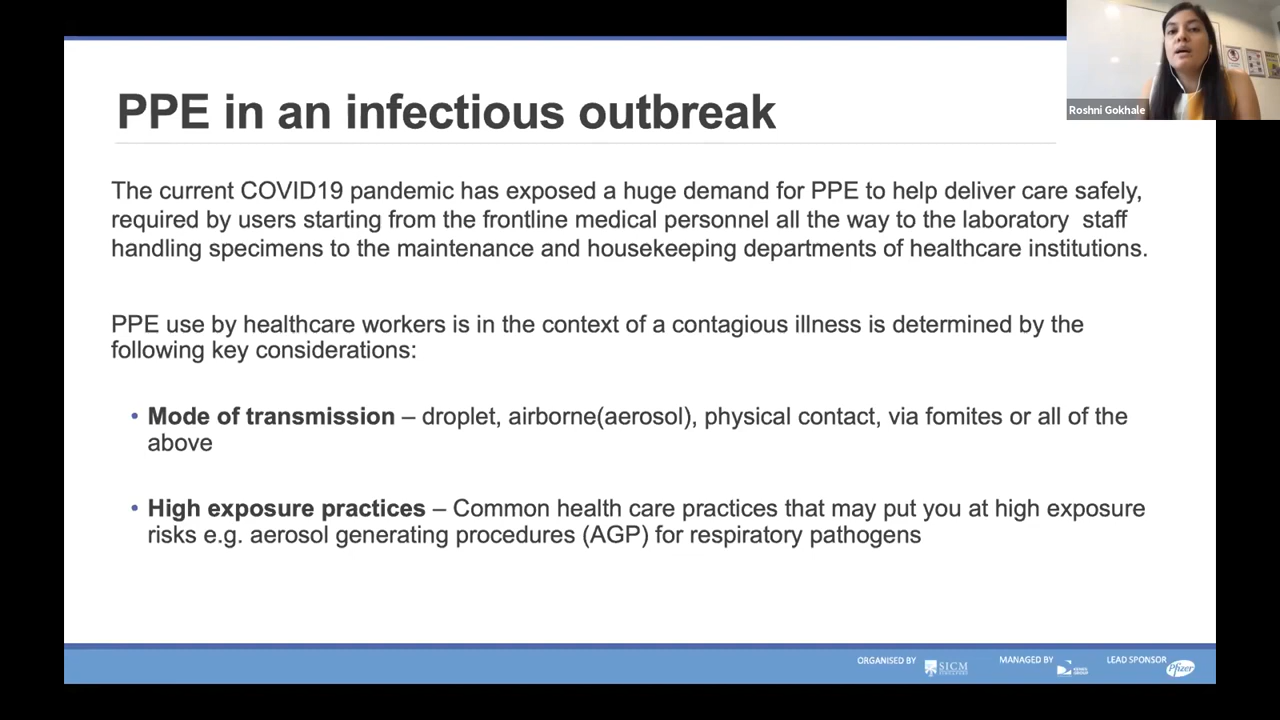 PPE in an infectious outbreak
Roshni Gokhale
The current COVID19 pandemic has exposed a huge demand for PPE to help deliver care safely,
required by users starting from the frontline medical personnel all the way to the laboratory staff
handling specimens to the maintenance and housekeeping departments of healthcare institutions.
PPE use by healthcare workers is in the context of a contagious illness is determined by the
following key considerations:
• Mode of transmission – droplet, airborne(aerosol), physical contact, via fomites or all of the
above
• High exposure practices – Common health care practices that may put you at high exposure
risks e.g. aerosol generating procedures (AGP) for respiratory pathogens
ORGANISED BY SICM MANAGED BY LEAD SPONSOR Pfizer